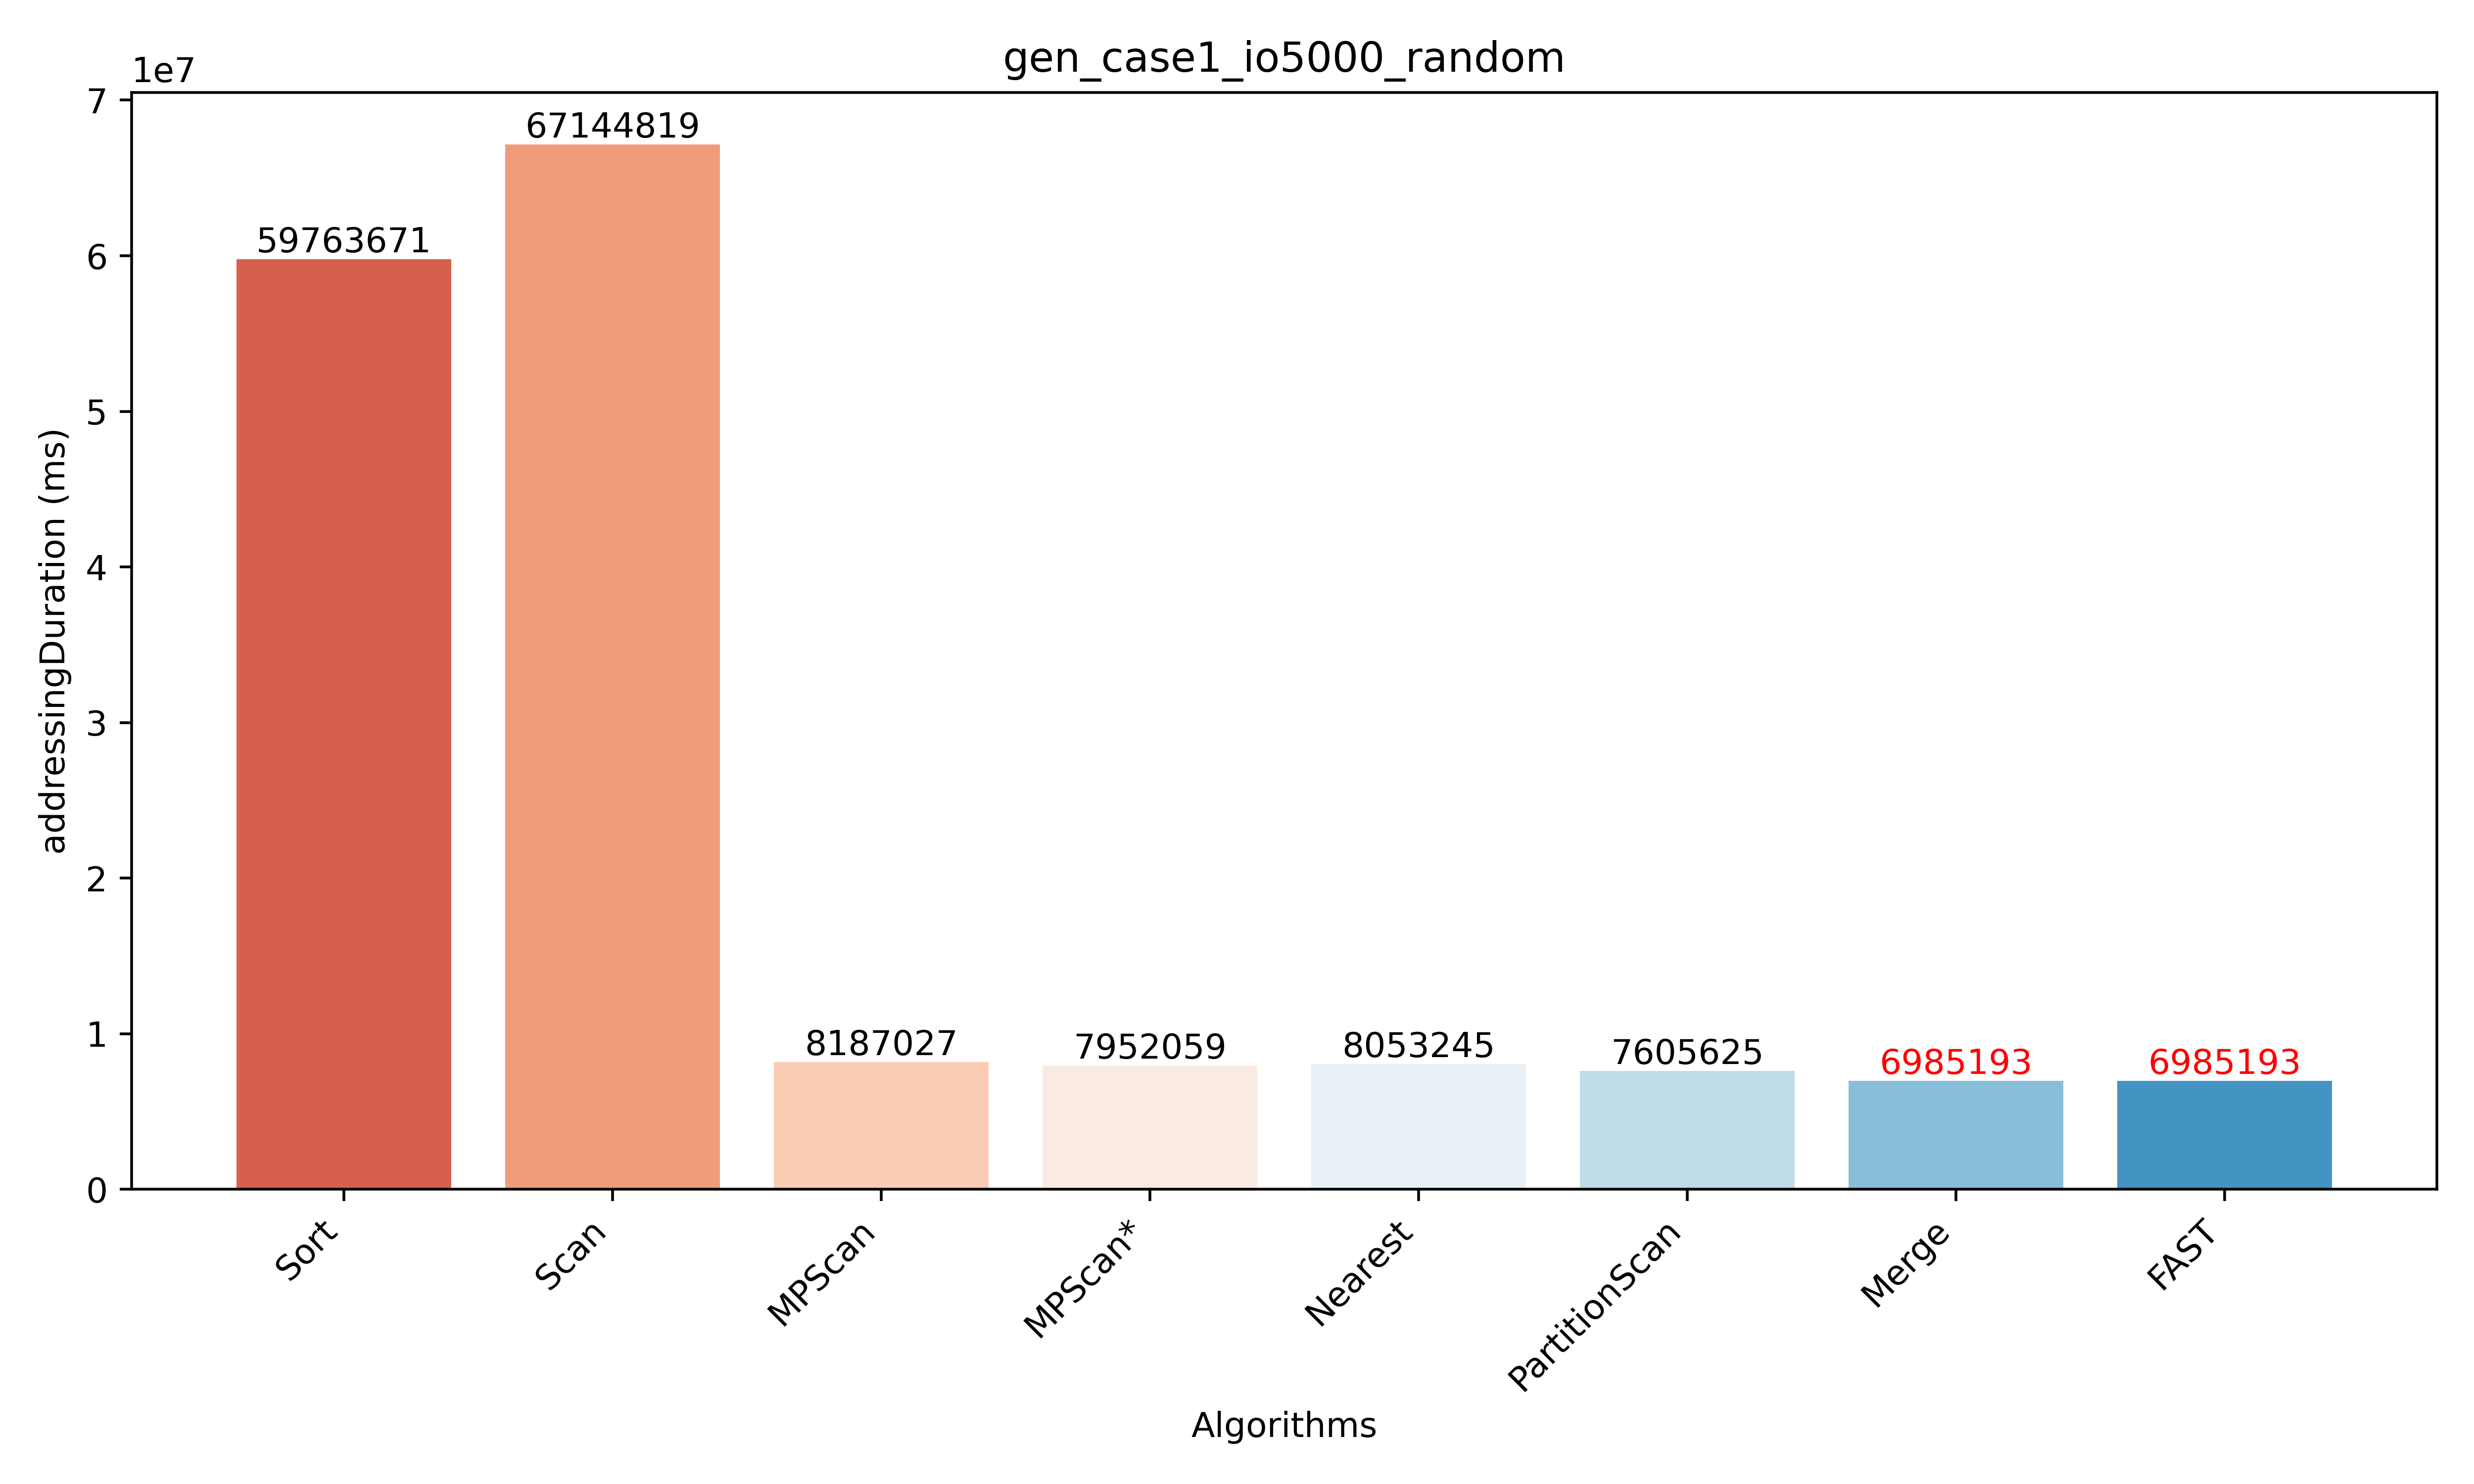 gen_case1_io5000_random
1e7
7
6
5
4
3
2
1
0
addressingDuration (ms)
59763671
67144819
8187027
7952059
8053245
7605625
6985193
6985193
Sort
Scan
MPScan
MPScan*
Nearest
PartitionScan
Merge
FAST
Algorithms